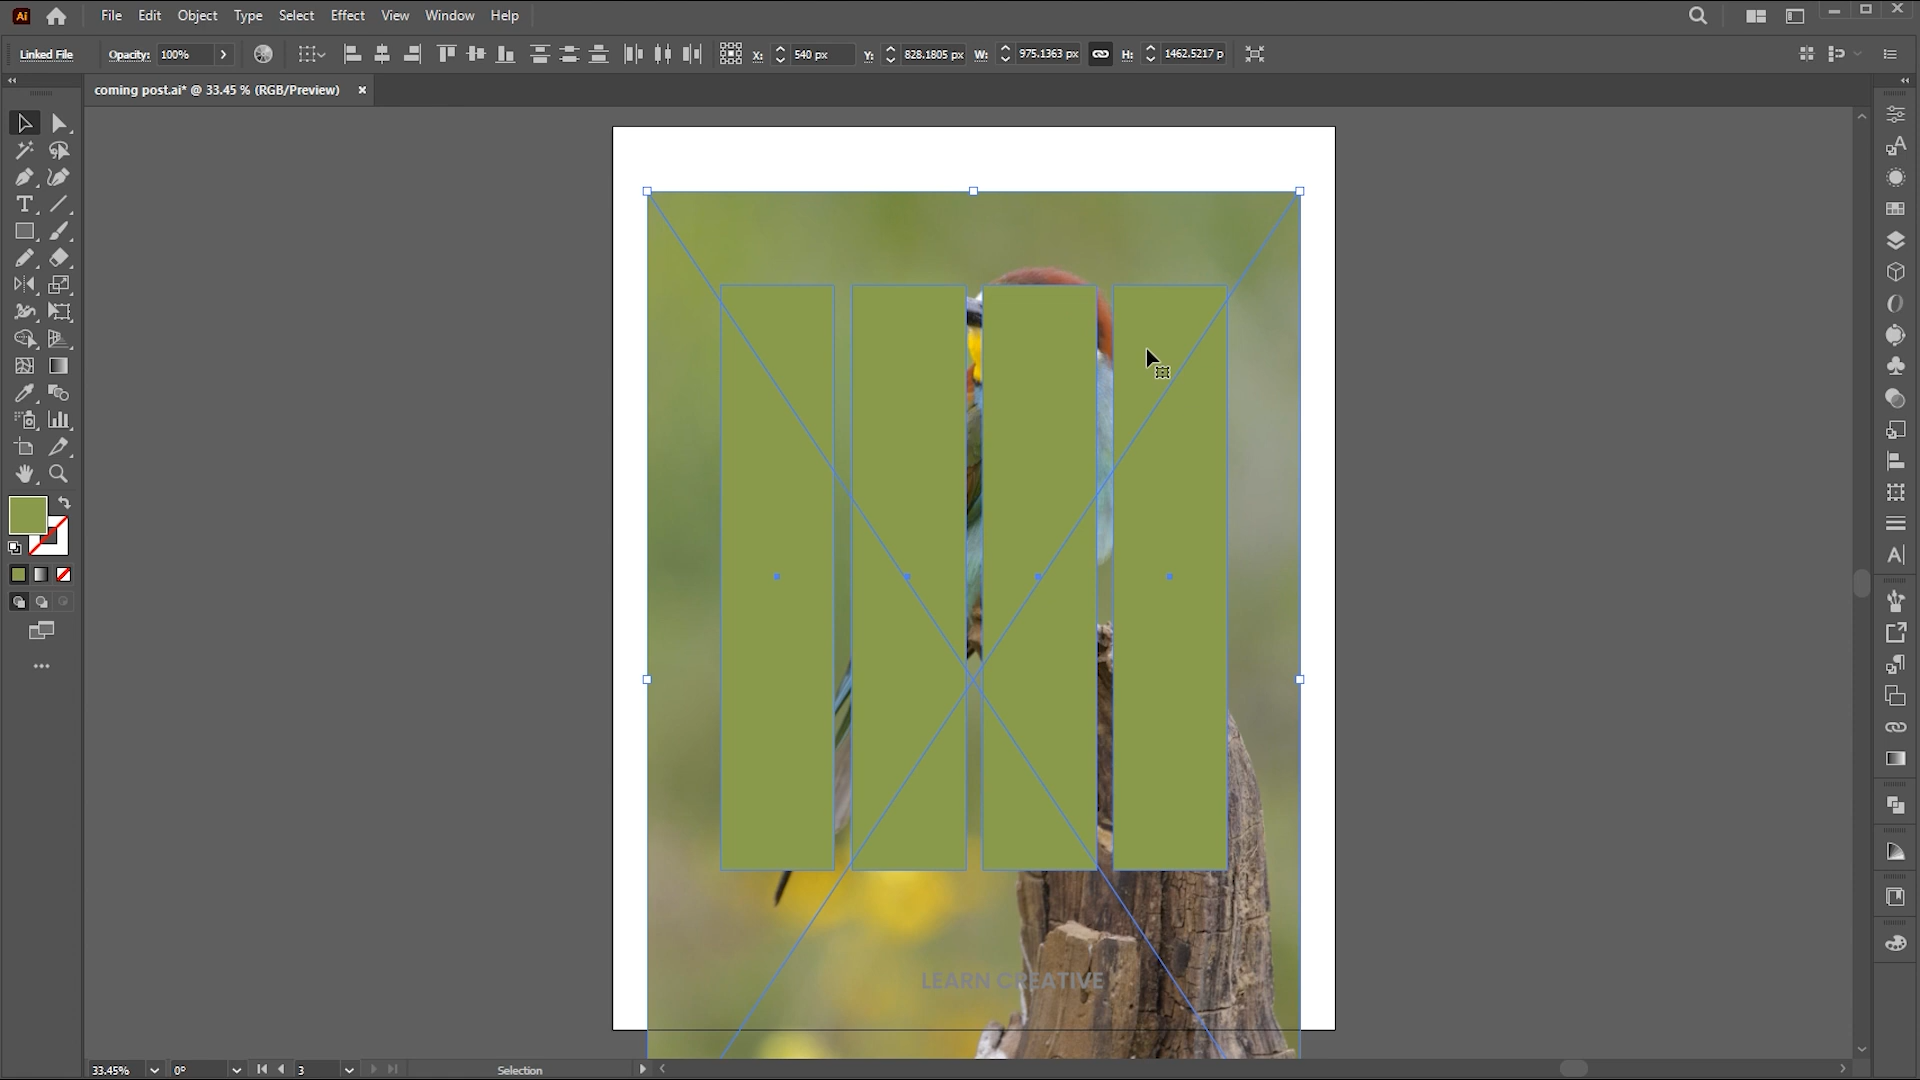 Ai File Edit Object Type Select Effect View Window Help
Linked File Opacity: 100% X: 540 px Y: 828.1805 px W: 975.1363 px H: 1462.5217 p
coming post.ai* @ 33.45 % (RGB/Preview)
LEARN CREATIVE
33.45% 0° 3 Selection